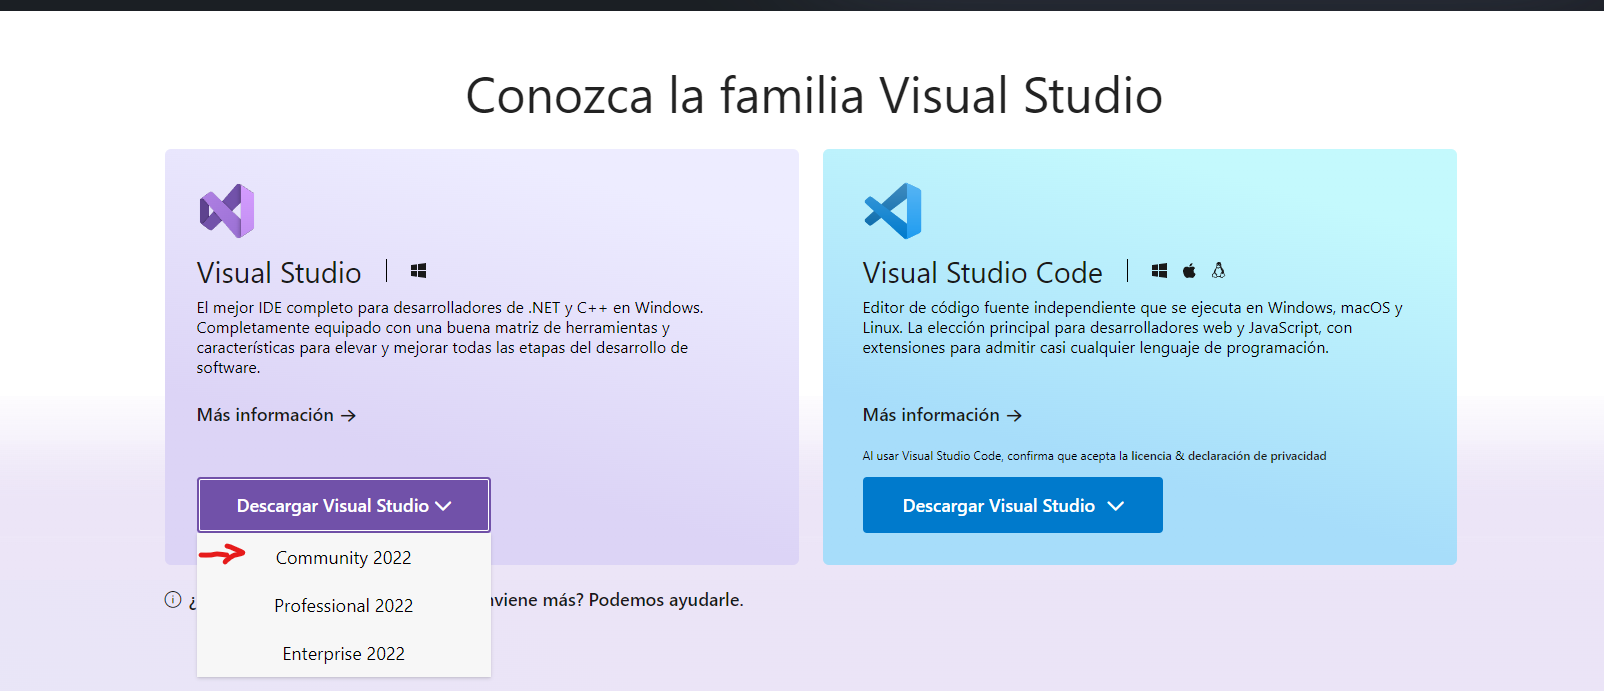 Conozca la familia Visual Studio
Visual Studio
El mejor IDE completo para desarrolladores de .NET y C++ en Windows.
Completamente equipado con una buena matriz de herramientas y
características para elevar y mejorar todas las etapas del desarrollo de
software.
Más información →
Descargar Visual Studio
Community 2022
Professional 2022
Enterprise 2022
¿
nviene más? Podemos ayudarle.
Visual Studio Code
Editor de código fuente independiente que se ejecuta en Windows, macOS y
Linux. La elección principal para desarrolladores web y JavaScript, con
extensiones para admitir casi cualquier lenguaje de programación.
Más información →
Al usar Visual Studio Code, confirma que acepta la licencia & declaración de privacidad
Descargar Visual Studio